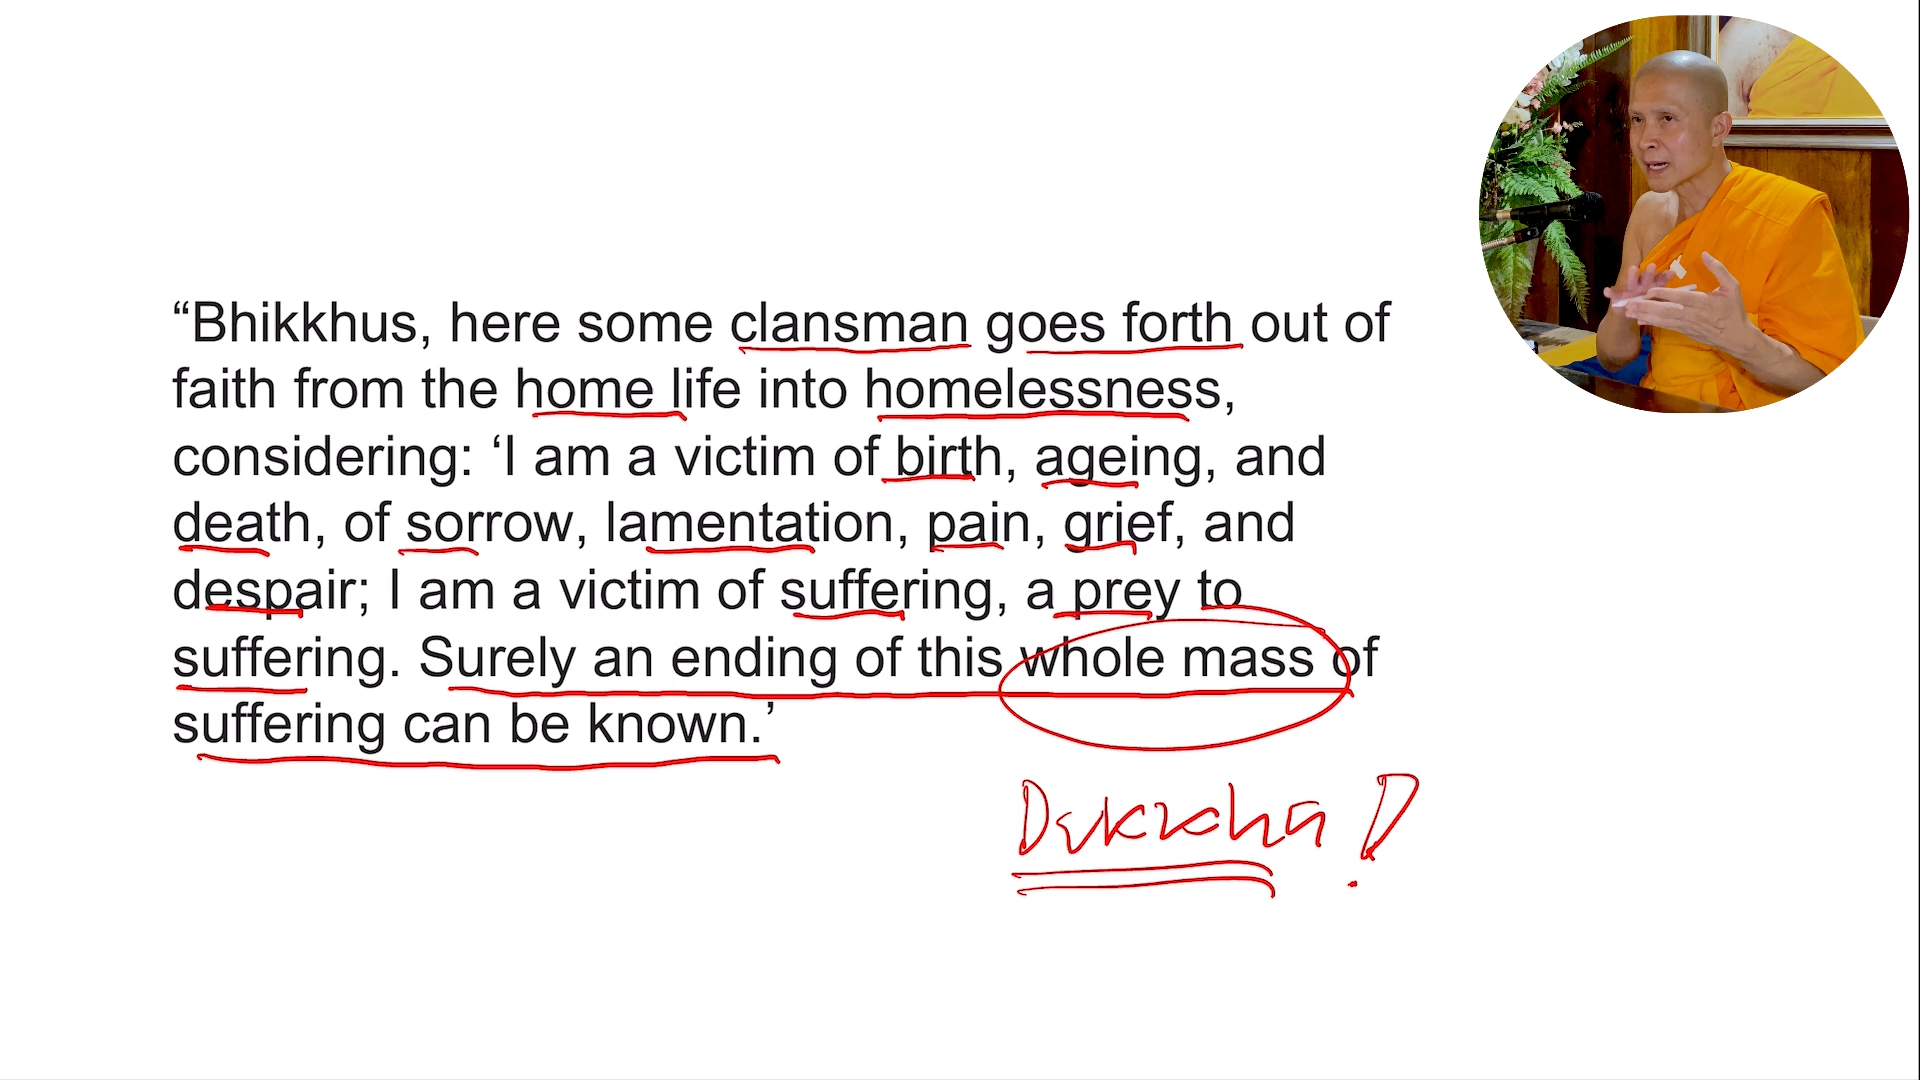 “Bhikkhus, here some clansman goes forth out of
faith from the home life into homelessness,
considering: ‘I am a victim of birth, ageing, and
death, of sorrow, lamentation, pain, grief, and
despair; I am a victim of suffering, a prey to
suffering. Surely an ending of this whole mass of
suffering can be known.’
Dukkha ?